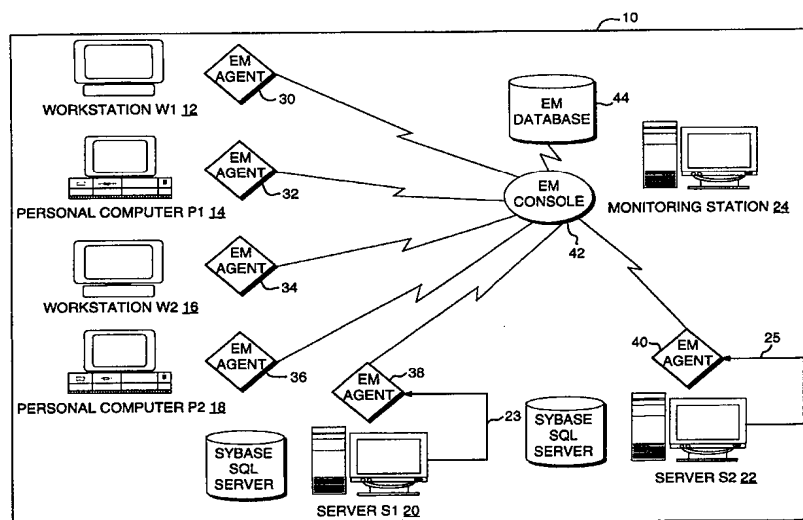 10
EM
AGENT
30
WORKSTATION W1 12
EM
DATABASE
44
EM
AGENT
32
PERSONAL COMPUTER P1 14
EM
CONSOLE
42
MONITORING STATION 24
EM
AGENT
34
WORKSTATION W2 16
EM
AGENT
36
PERSONAL COMPUTER P2 18
EM
AGENT
38
23
SYBASE
SQL
SERVER
SERVER S1 20
40
EM
AGENT
25
SYBASE
SQL
SERVER
SERVER S2 22